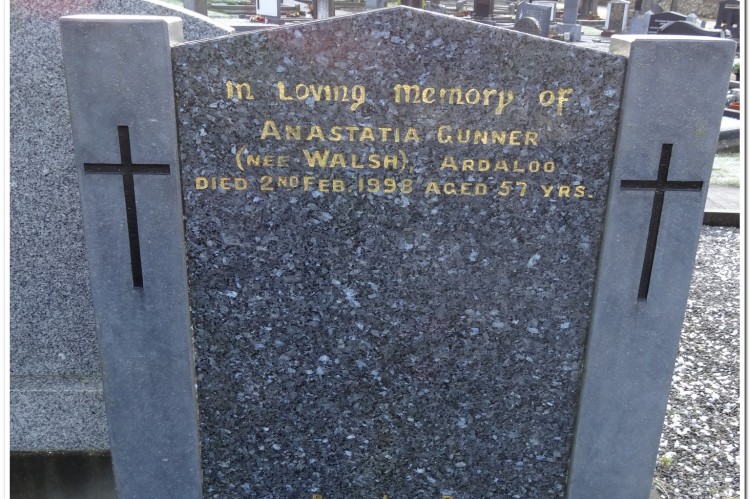 In Loving memory of
ANASTATIA GUNNER
(NEE WALSH), ARDALOO
DIED 2ND FEB. 1998 AGED 57 YRS.